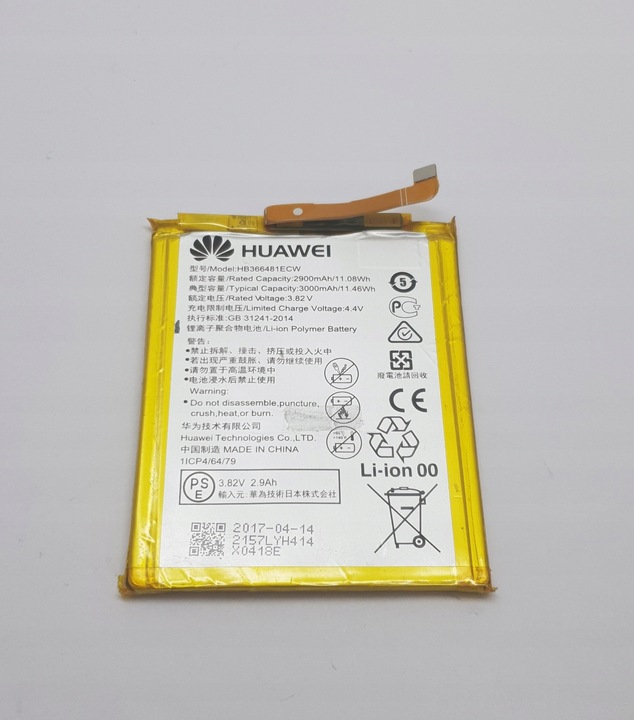 HUAWEI
型号/Model:HB366481ECW
额定容量/Rated Capacity:2900mAh/11.08Wh
典型容量/Typical Capacity:3000mAh/11.46Wh
额定电压/Rated Voltage:3.82V
充电限制电压/Limited Charge Voltage:4.4V
执行标准:GB 31241-2014
锂离子聚合物电池/Li-ion Polymer Battery
警告:
•禁止拆解、撞击、挤压或投入火中
•若出现严重鼓胀、请勿继续使用
•请勿置于高温环境中
•电池浸水后禁止使用
Warning:
• Do not disassemble,puncture,
crush,heat,or burn.
华为技术有限公司
Huawei Technologies Co.,LTD.
中国制造 MADE IN CHINA
1ICP4/64/79
5
廢電池請回收
CE
Li-ion 00
PS
E
3.82V 2.9Ah
輸入元:華為技術日本株式会社
2017-04-14
2157LYH414
X0418E